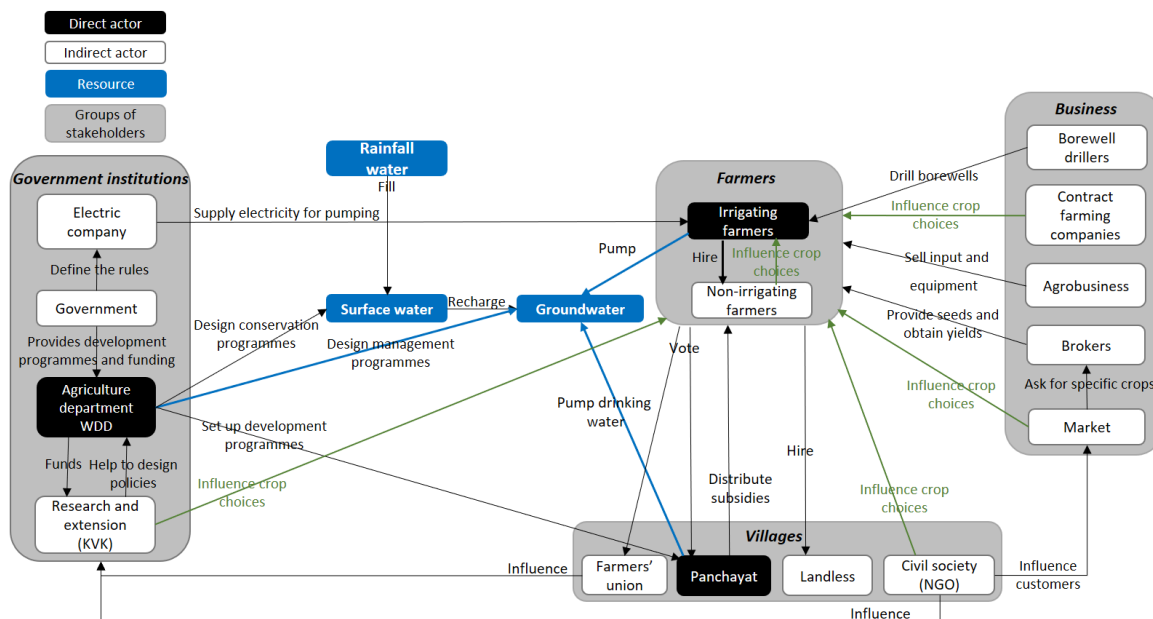 Direct actor
Indirect actor
Resource
Groups of
stakeholders
Government institutions
Electric
company
Define the rules
Government
Provides development
programmes and funding
Agriculture
department
WDD
Funds
Help to design
policies
Research and
extension
(KVK)
Rainfall
water
Fill
Supply electricity for pumping
Surface water
Recharge
Groundwater
Design conservation
programmes
Design management
programmes
Set up development
programmes
Influence crop
choices
Pump
Pump drinking
water
Farmers
Irrigating
farmers
Hire
Influence crop
choices
Non-irrigating
farmers
Vote
Distribute
subsidies
Hire
Business
Borewell
drillers
Drill borewells
Contract
farming
companies
Influence crop
choices
Sell input and
equipment
Agrobusiness
Provide seeds and
obtain yields
Brokers
Ask for specific crops
Influence crop
choices
Market
Influence crop
choices
Villages
Farmers'
union
Panchayat
Landless
Civil society
(NGO)
Influence
Influence
customers
Influence